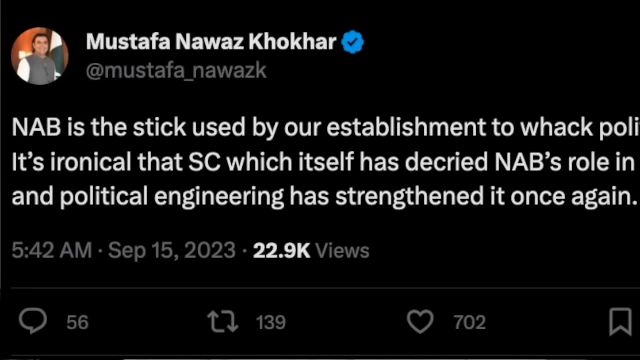 Mustafa Nawaz Khokhar
@mustafa_nawazk
NAB is the stick used by our establishment to whack
It's ironical that SC which itself has decried NAB's role in
and political engineering has strengthened it once again.
5:42 AM · Sep 15, 2023 · 22.9K Views
56 139 702